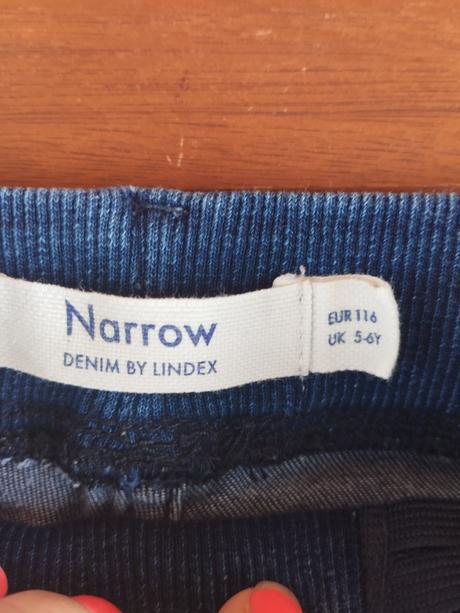 Narrow
DENIM BY LINDEX
EUR 116
UK 5-6Y